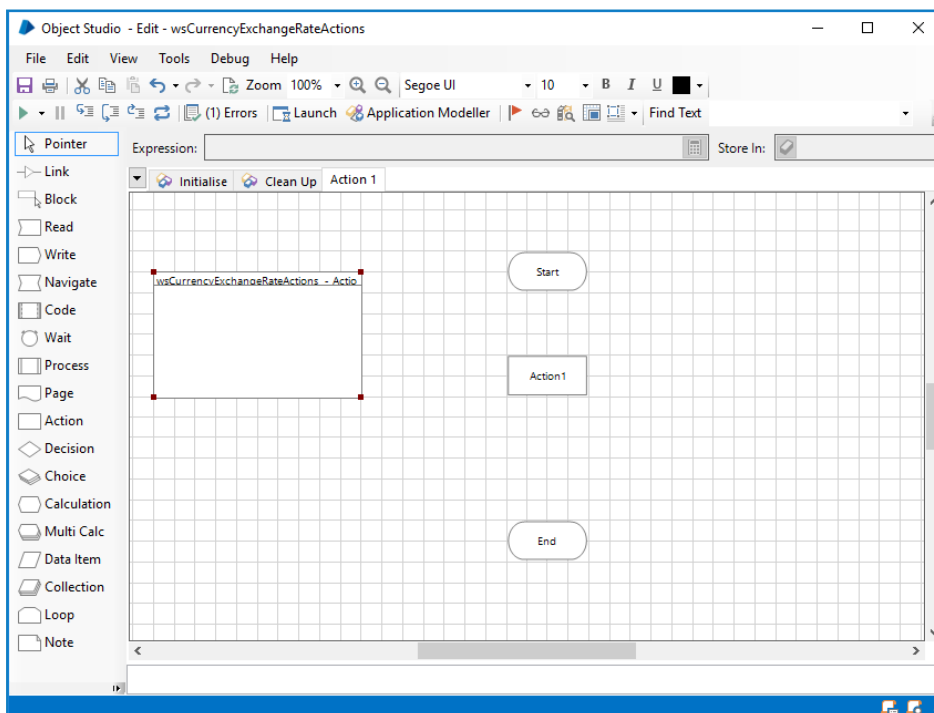 Object Studio - Edit - wsCurrencyExchangeRateActions
File Edit View Tools Debug Help
Zoom 100% Segoe UI 10 B I U
(1) Errors Launch Application Modeller Find Text
Pointer
Expression: Store In:
Link
Initialise Clean Up Action 1
Block
Read
Write
Navigate
Code
Wait
Process
Page
Action
Decision
Choice
Calculation
Multi Calc
Data Item
Collection
Loop
Note
wsCurrencyExchangeRateActions - Actio
Start
Action1
End